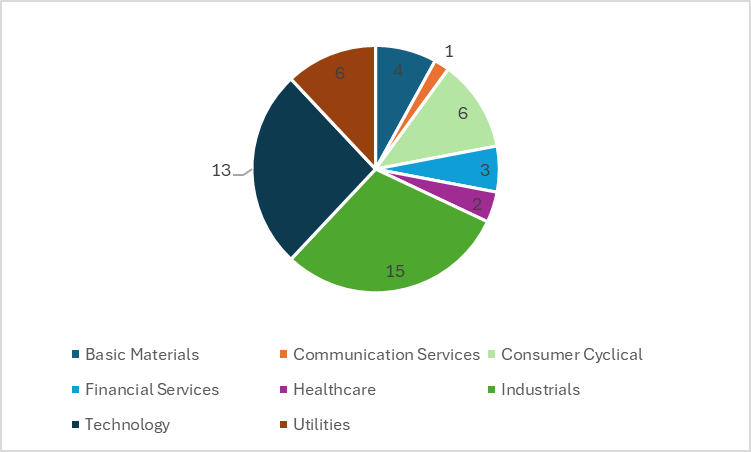 1
4
6
6
3
13
2
15
Basic Materials
Communication Services
Consumer Cyclical
Financial Services
Healthcare
Industrials
Technology
Utilities